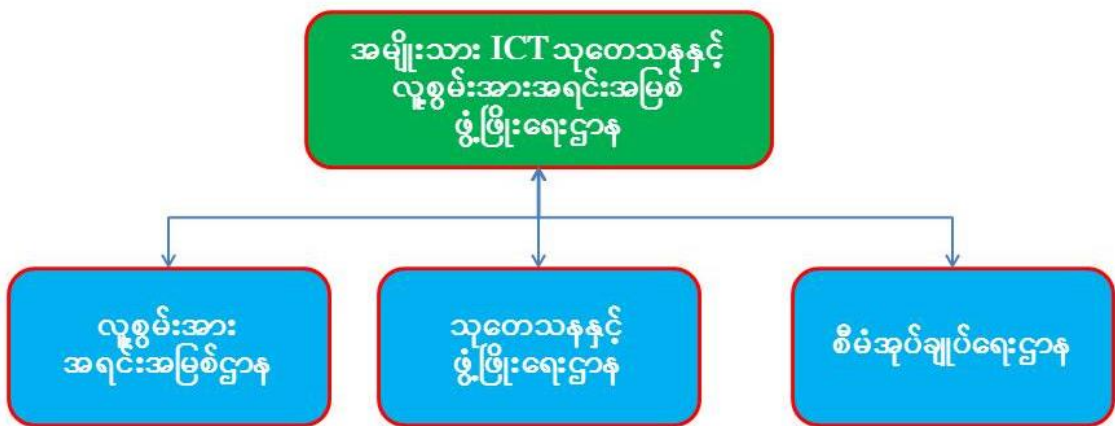 အမျိုးသား ICT သုတေသနနှင့်
လူ့စွမ်းအားအရင်းအမြစ်
ဖွံ့ဖြိုးရေးဌာန
လူ့စွမ်းအား
အရင်းအမြစ်ဌာန
သုတေသနနှင့်
ဖွံ့ဖြိုးရေးဌာန
စီမံအုပ်ချုပ်ရေးဌာန